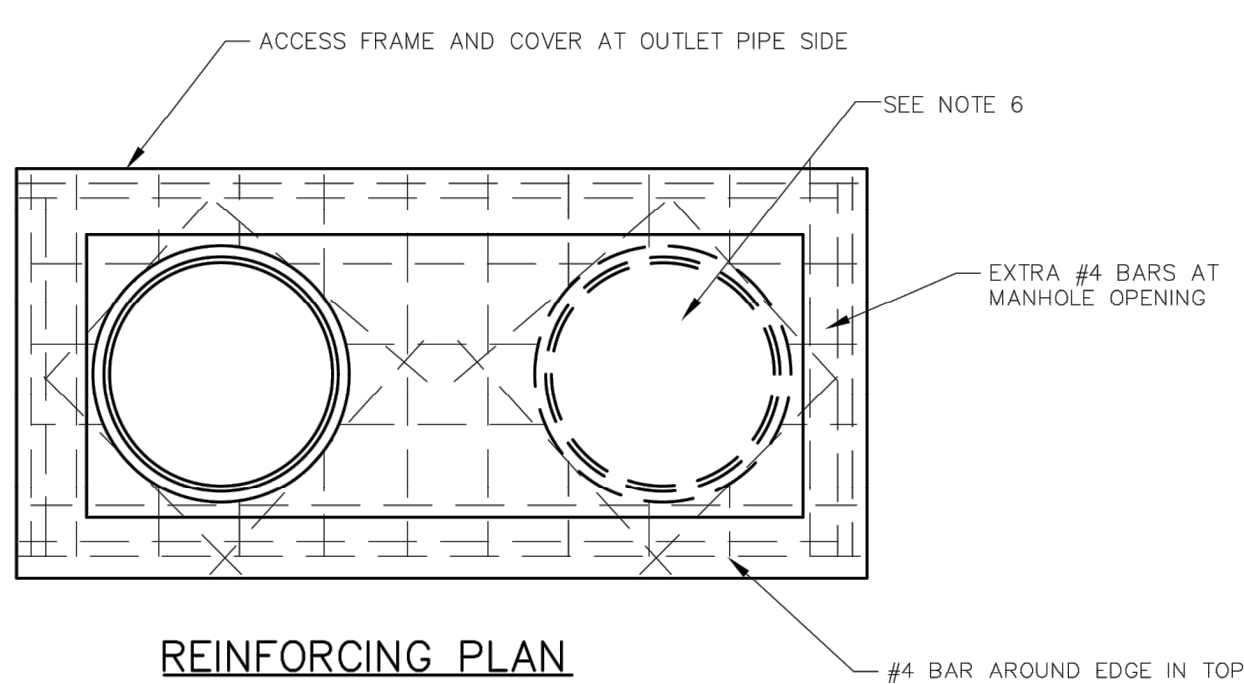 ACCESS FRAME AND COVER AT OUTLET PIPE SIDE
SEE NOTE 6
EXTRA #4 BARS AT
MANHOLE OPENING
REINFORCING PLAN
#4 BAR AROUND EDGE IN TOP